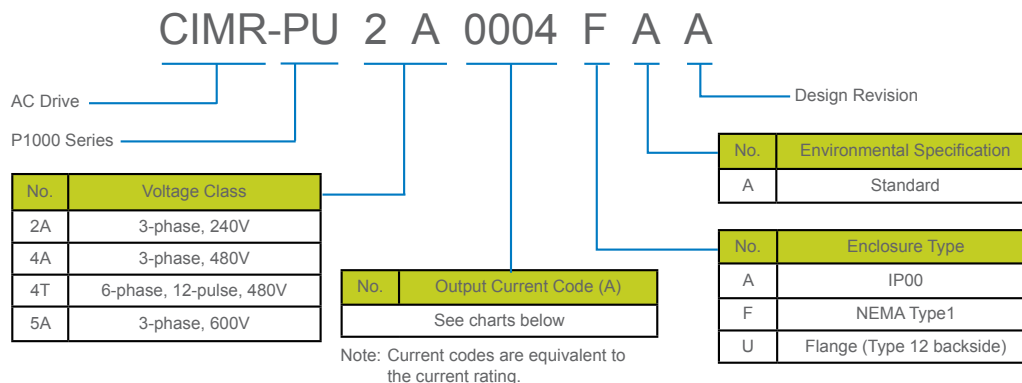 CIMR-PU 2 A 0004 F A A
AC Drive
Design Revision
P1000 Series
No. Environmental Specification
A Standard
No. Voltage Class
2A 3-phase, 240V
4A 3-phase, 480V
4T 6-phase, 12-pulse, 480V
5A 3-phase, 600V
No. Output Current Code (A)
See charts below
Note: Current codes are equivalent to
the current rating.
No. Enclosure Type
A IP00
F NEMA Type1
U Flange (Type 12 backside)